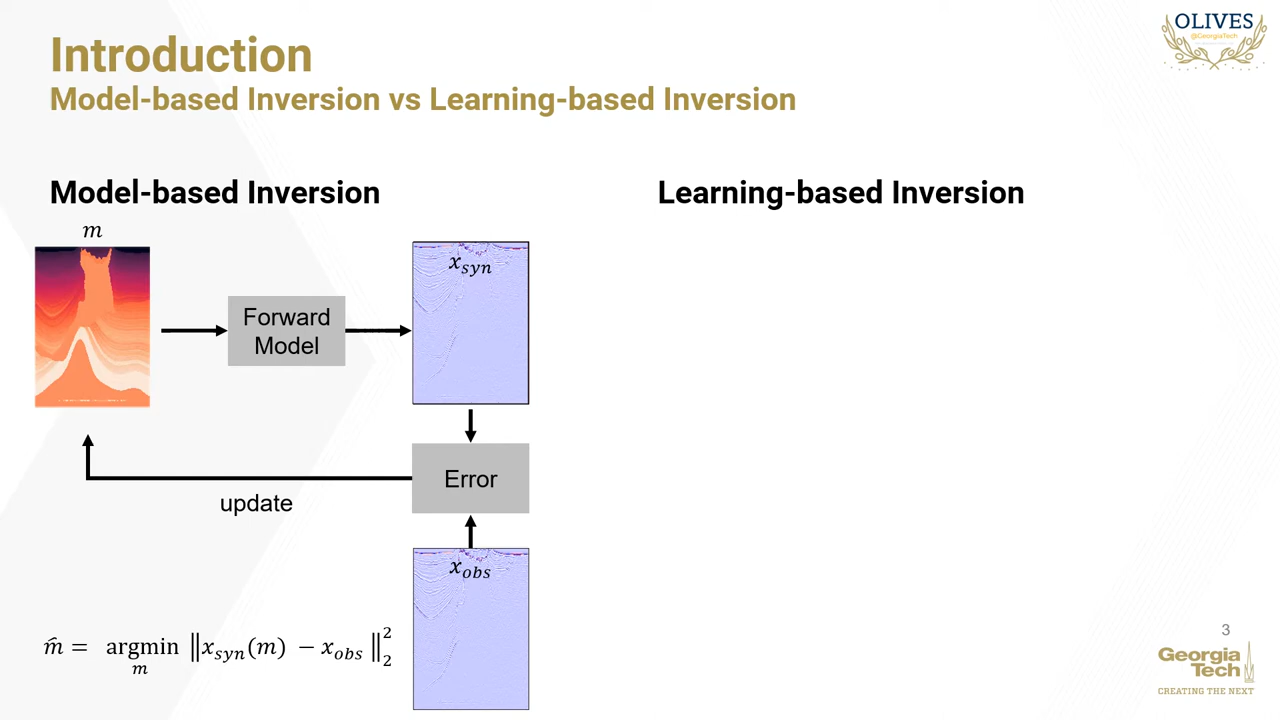 Introduction
Model-based Inversion vs Learning-based Inversion
OLIVES
@GeorgiaTech
Model-based Inversion
Learning-based Inversion
m
x_syn
Forward
Model
Error
update
x_obs
m̂ = argmin_m ‖x_syn(m) − x_obs‖₂²
3
Georgia
Tech
CREATING THE NEXT